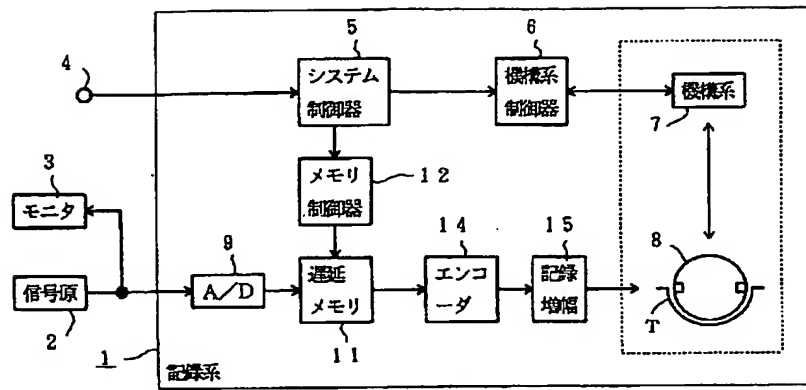 5
6
4
システム
制御器
機構系
制御器
機構系
7
3
モニタ
メモリ
制御器
12
信号原
2
9
A/D
遅延
メモリ
11
14
エンコ
ーダ
15
記録
増幅
8
T
1
記録系